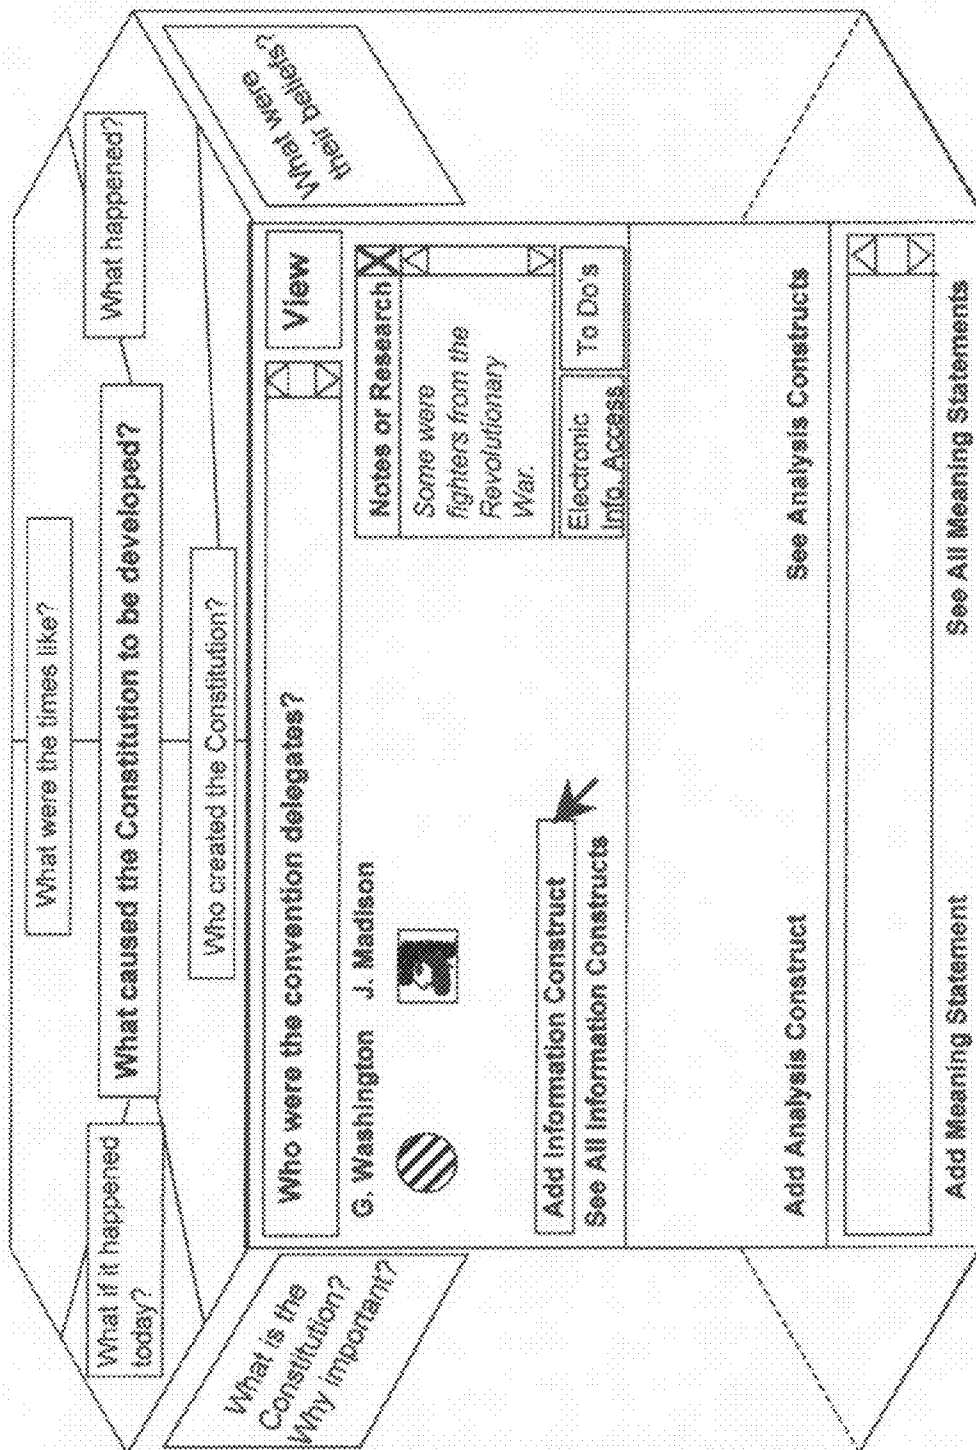 What were the times like?
What if it happened
today?
What caused the Constitution to be developed?
What happened?
Who created the Constitution?
What is the
Constitution?
Why important?
What were
their beliefs?
Who were the convention delegates?
View
G. Washington
J. Madison
Notes or Research
Some were
fighters from the
Revolutionary
War.
Electronic
Info. Access
To Do's
Add Information Construct
See All Information Constructs
Add Analysis Construct
See Analysis Constructs
Add Meaning Statement
See All Meaning Statements